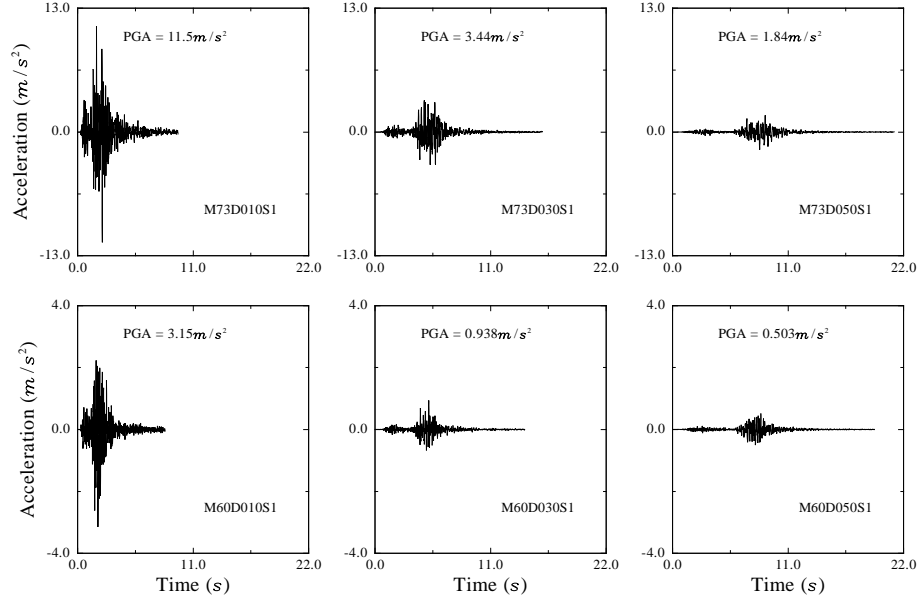 13.0
0.0
-13.0
Acceleration (m/s²)
PGA = 11.5m/s²
M73D010S1
0.0 11.0 22.0
13.0
0.0
-13.0
PGA = 3.44m/s²
M73D030S1
0.0 11.0 22.0
13.0
0.0
-13.0
PGA = 1.84m/s²
M73D050S1
0.0 11.0 22.0
4.0
0.0
-4.0
Acceleration (m/s²)
PGA = 3.15m/s²
M60D010S1
0.0 11.0 22.0
Time (s)
4.0
0.0
-4.0
PGA = 0.938m/s²
M60D030S1
0.0 11.0 22.0
Time (s)
4.0
0.0
-4.0
PGA = 0.503m/s²
M60D050S1
0.0 11.0 22.0
Time (s)